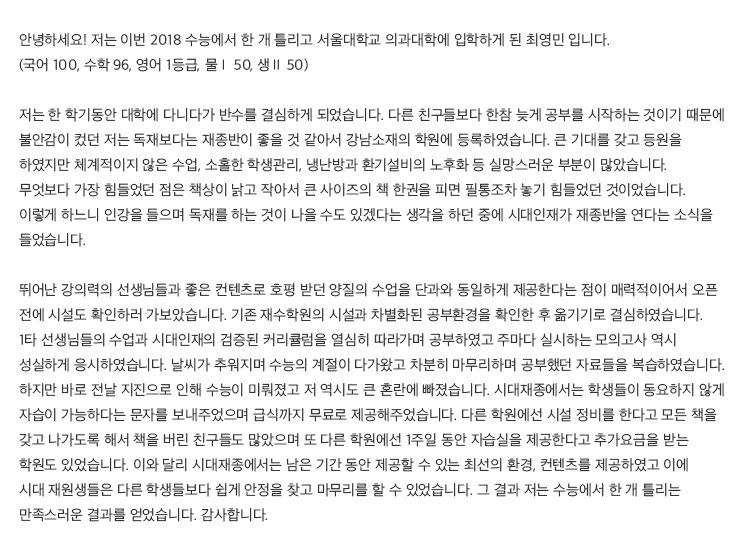 안녕하세요! 저는 이번 2018 수능에서 한 개 틀리고 서울대학교 의과대학에 입학하게 된 최영민 입니다.
(국어 100, 수학 96, 영어 1등급, 물Ⅰ 50, 생Ⅱ 50)
저는 한 학기동안 대학에 다니다가 반수를 결심하게 되었습니다. 다른 친구들보다 한참 늦게 공부를 시작하는 것이기 때문에
불안감이 컸던 저는 독재보다는 재종반이 좋을 것 같아서 강남소재의 학원에 등록하였습니다. 큰 기대를 갖고 등원을
하였지만 체계적이지 않은 수업, 소홀한 학생관리, 냉난방과 환기설비의 노후화 등 실망스러운 부분이 많았습니다.
무엇보다 가장 힘들었던 점은 책상이 낡고 작아서 큰 사이즈의 책 한권을 피면 필통조차 놓기 힘들었던 것이었습니다.
이렇게 하느니 인강을 들으며 독재를 하는 것이 나을 수도 있겠다는 생각을 하던 중에 시대인재가 재종반을 연다는 소식을
들었습니다.
뛰어난 강의력의 선생님들과 좋은 컨텐츠로 호평 받던 양질의 수업을 단과와 동일하게 제공한다는 점이 매력적이어서 오픈
전에 시설도 확인하러 가보았습니다. 기존 재수학원의 시설과 차별화된 공부환경을 확인한 후 옮기기로 결심하였습니다.
1타 선생님들의 수업과 시대인재의 검증된 커리큘럼을 열심히 따라가며 공부하였고 주마다 실시하는 모의고사 역시
성실하게 응시하였습니다. 날씨가 추워지며 수능의 계절이 다가왔고 차분히 마무리하며 공부했던 자료들을 복습하였습니다.
하지만 바로 전날 지진으로 인해 수능이 미뤄졌고 저 역시도 큰 혼란에 빠졌습니다. 시대재종에서는 학생들이 동요하지 않게
자습이 가능하다는 문자를 보내주었으며 급식까지 무료로 제공해주었습니다. 다른 학원에선 시설 정비를 한다고 모든 책을
갖고 나가도록 해서 책을 버린 친구들도 많았으며 또 다른 학원에선 1주일 동안 자습실을 제공한다고 추가요금을 받는
학원도 있었습니다. 이와 달리 시대재종에서는 남은 기간 동안 제공할 수 있는 최선의 환경, 컨텐츠를 제공하였고 이에
시대 재원생들은 다른 학생들보다 쉽게 안정을 찾고 마무리를 할 수 있었습니다. 그 결과 저는 수능에서 한 개 틀리는
만족스러운 결과를 얻었습니다. 감사합니다.